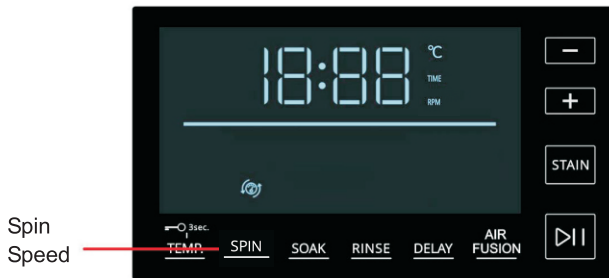 18:88
°C
TIME
RPM
STAIN
3sec.
TEMP.
SPIN
SOAK
RINSE
DELAY
AIR
FUSION
Spin
Speed